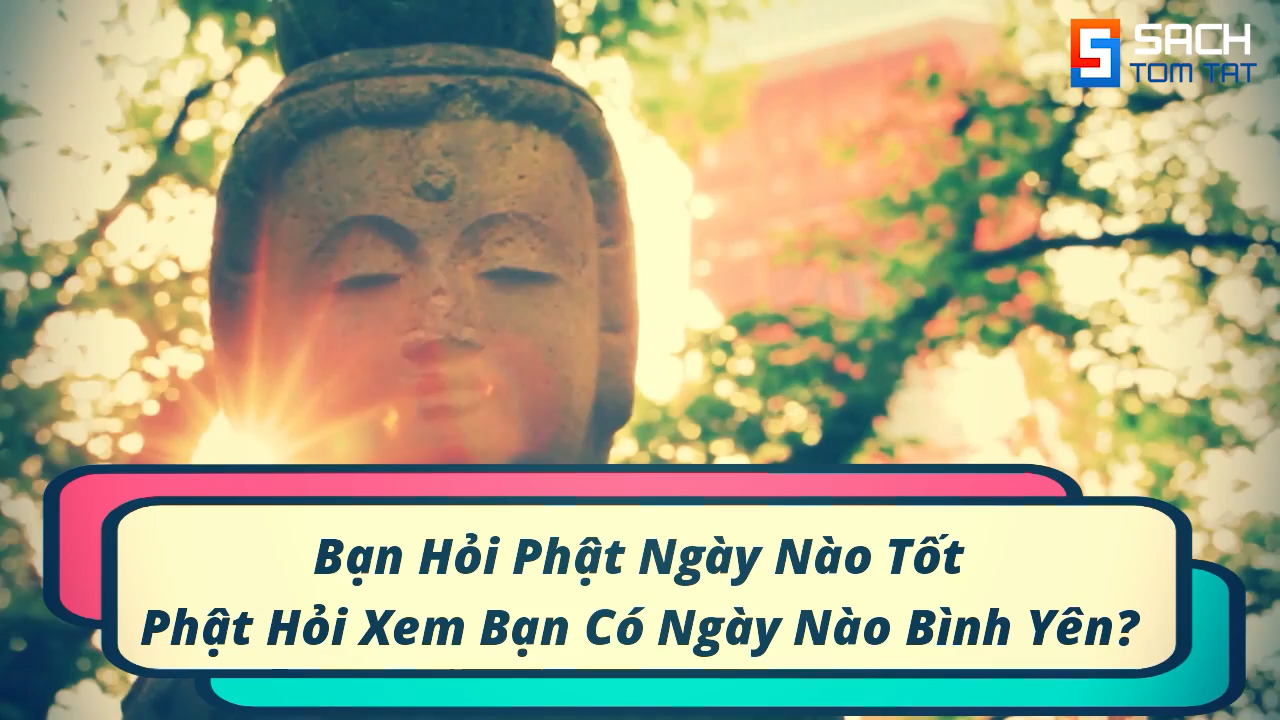 SACH
TOM TAT
Bạn Hỏi Phật Ngày Nào Tốt
Phật Hỏi Xem Bạn Có Ngày Nào Bình Yên?